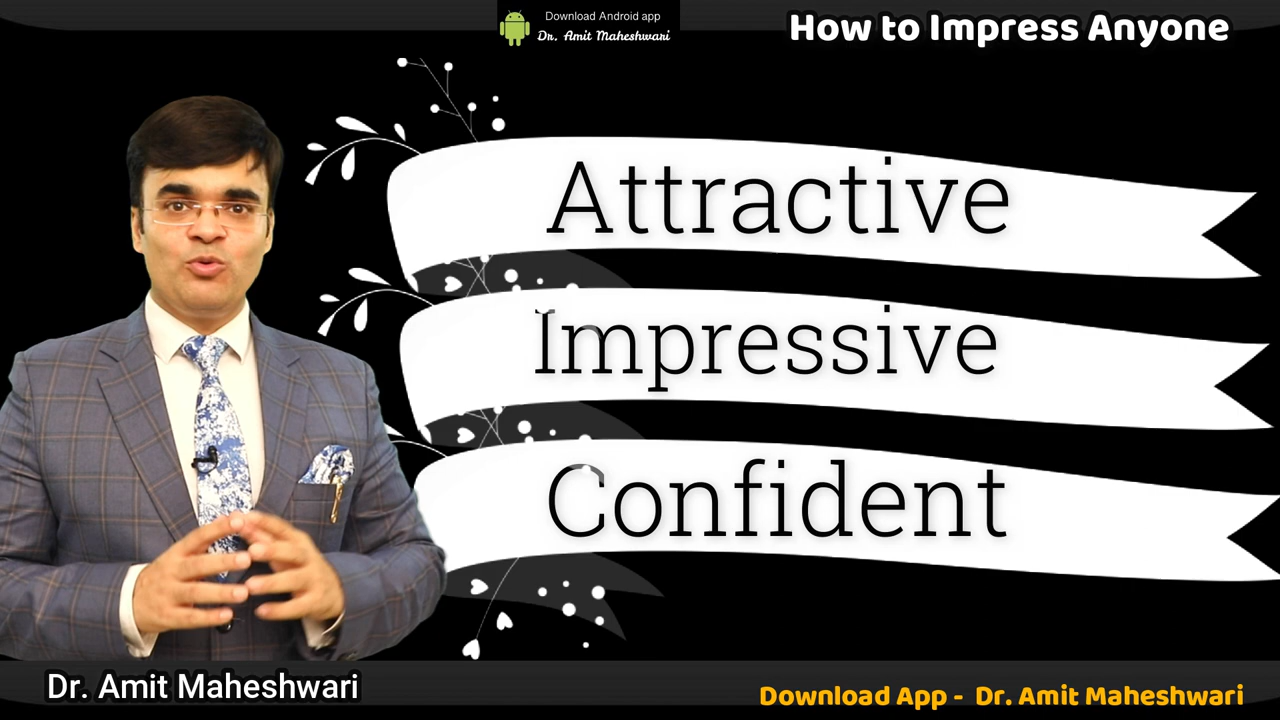 Download Android app
Dr. Amit Maheshwari
How to Impress Anyone
Attractive
Impressive
Confident
Dr. Amit Maheshwari
Download App - Dr. Amit Maheshwari